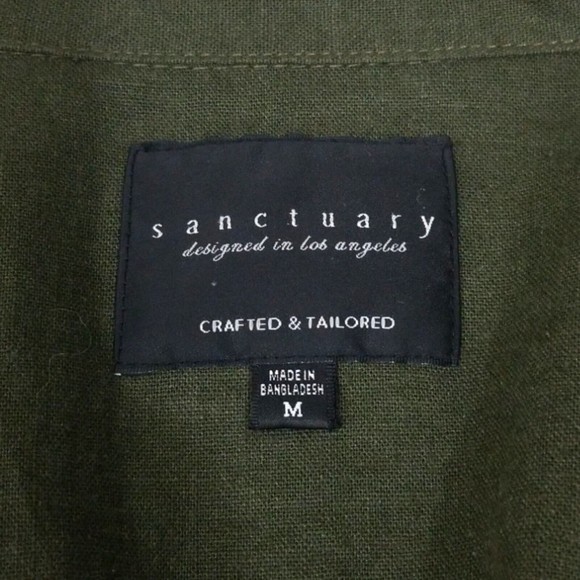 sanctuary
designed in los angeles
CRAFTED & TAILORED
MADE IN
BANGLADESH
M